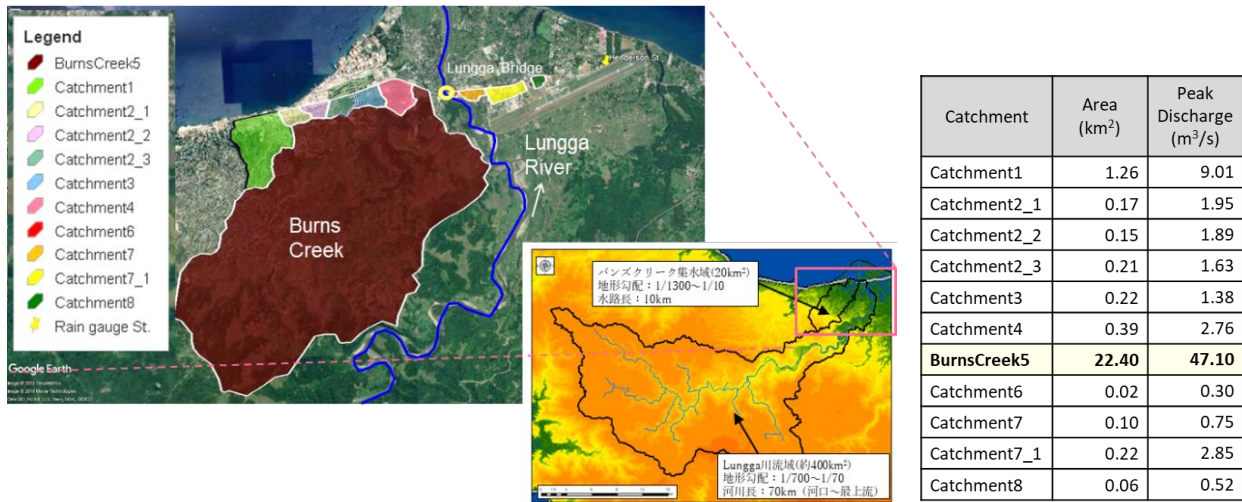 Legend
BurnsCreek5
Catchment1
Catchment2_1
Catchment2_2
Catchment2_3
Catchment3
Catchment4
Catchment6
Catchment7
Catchment7_1
Catchment8
Rain gauge St.
Lungga Bridge
Henderson St
Lungga
River
Burns
Creek
Google Earth
バンズクリーク集水域(20km²)
地形勾配：1/1300～1/10
水路長：10km
Lungga川流域(約400km²)
地形勾配：1/700～1/70
河川長：70km（河口～最上流）
Catchment Area (km²) Peak Discharge (m³/s)
Catchment1 1.26 9.01
Catchment2_1 0.17 1.95
Catchment2_2 0.15 1.89
Catchment2_3 0.21 1.63
Catchment3 0.22 1.38
Catchment4 0.39 2.76
BurnsCreek5 22.40 47.10
Catchment6 0.02 0.30
Catchment7 0.10 0.75
Catchment7_1 0.22 2.85
Catchment8 0.06 0.52